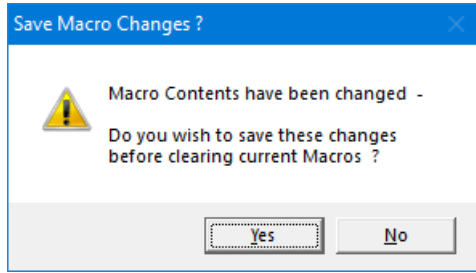 Save Macro Changes ?
Macro Contents have been changed -
Do you wish to save these changes
before clearing current Macros ?
Yes
No